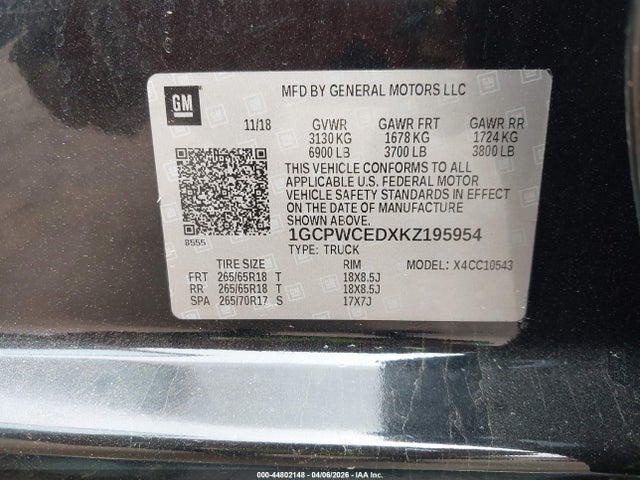 GM
MFD BY GENERAL MOTORS LLC
11/18 GVWR GAWR FRT GAWR RR
3130 KG 1678 KG 1724 KG
6900 LB 3700 LB 3800 LB
THIS VEHICLE CONFORMS TO ALL
APPLICABLE U.S. FEDERAL MOTOR
VEHICLE SAFETY STANDARDS IN EFFECT
ON THE DATE OF MANUFACTURE
SHOWN ABOVE.
8555
1GCPWCEDXKZ195954
TYPE: TRUCK
MODEL: X4CC10543
TIRE SIZE RIM
FRT 265/65R18 T 18X8.5J
RR 265/65R18 T 18X8.5J
SPA 265/70R17 S 17X7J
000-44802148 - 04/06/2026 - IAA Inc.